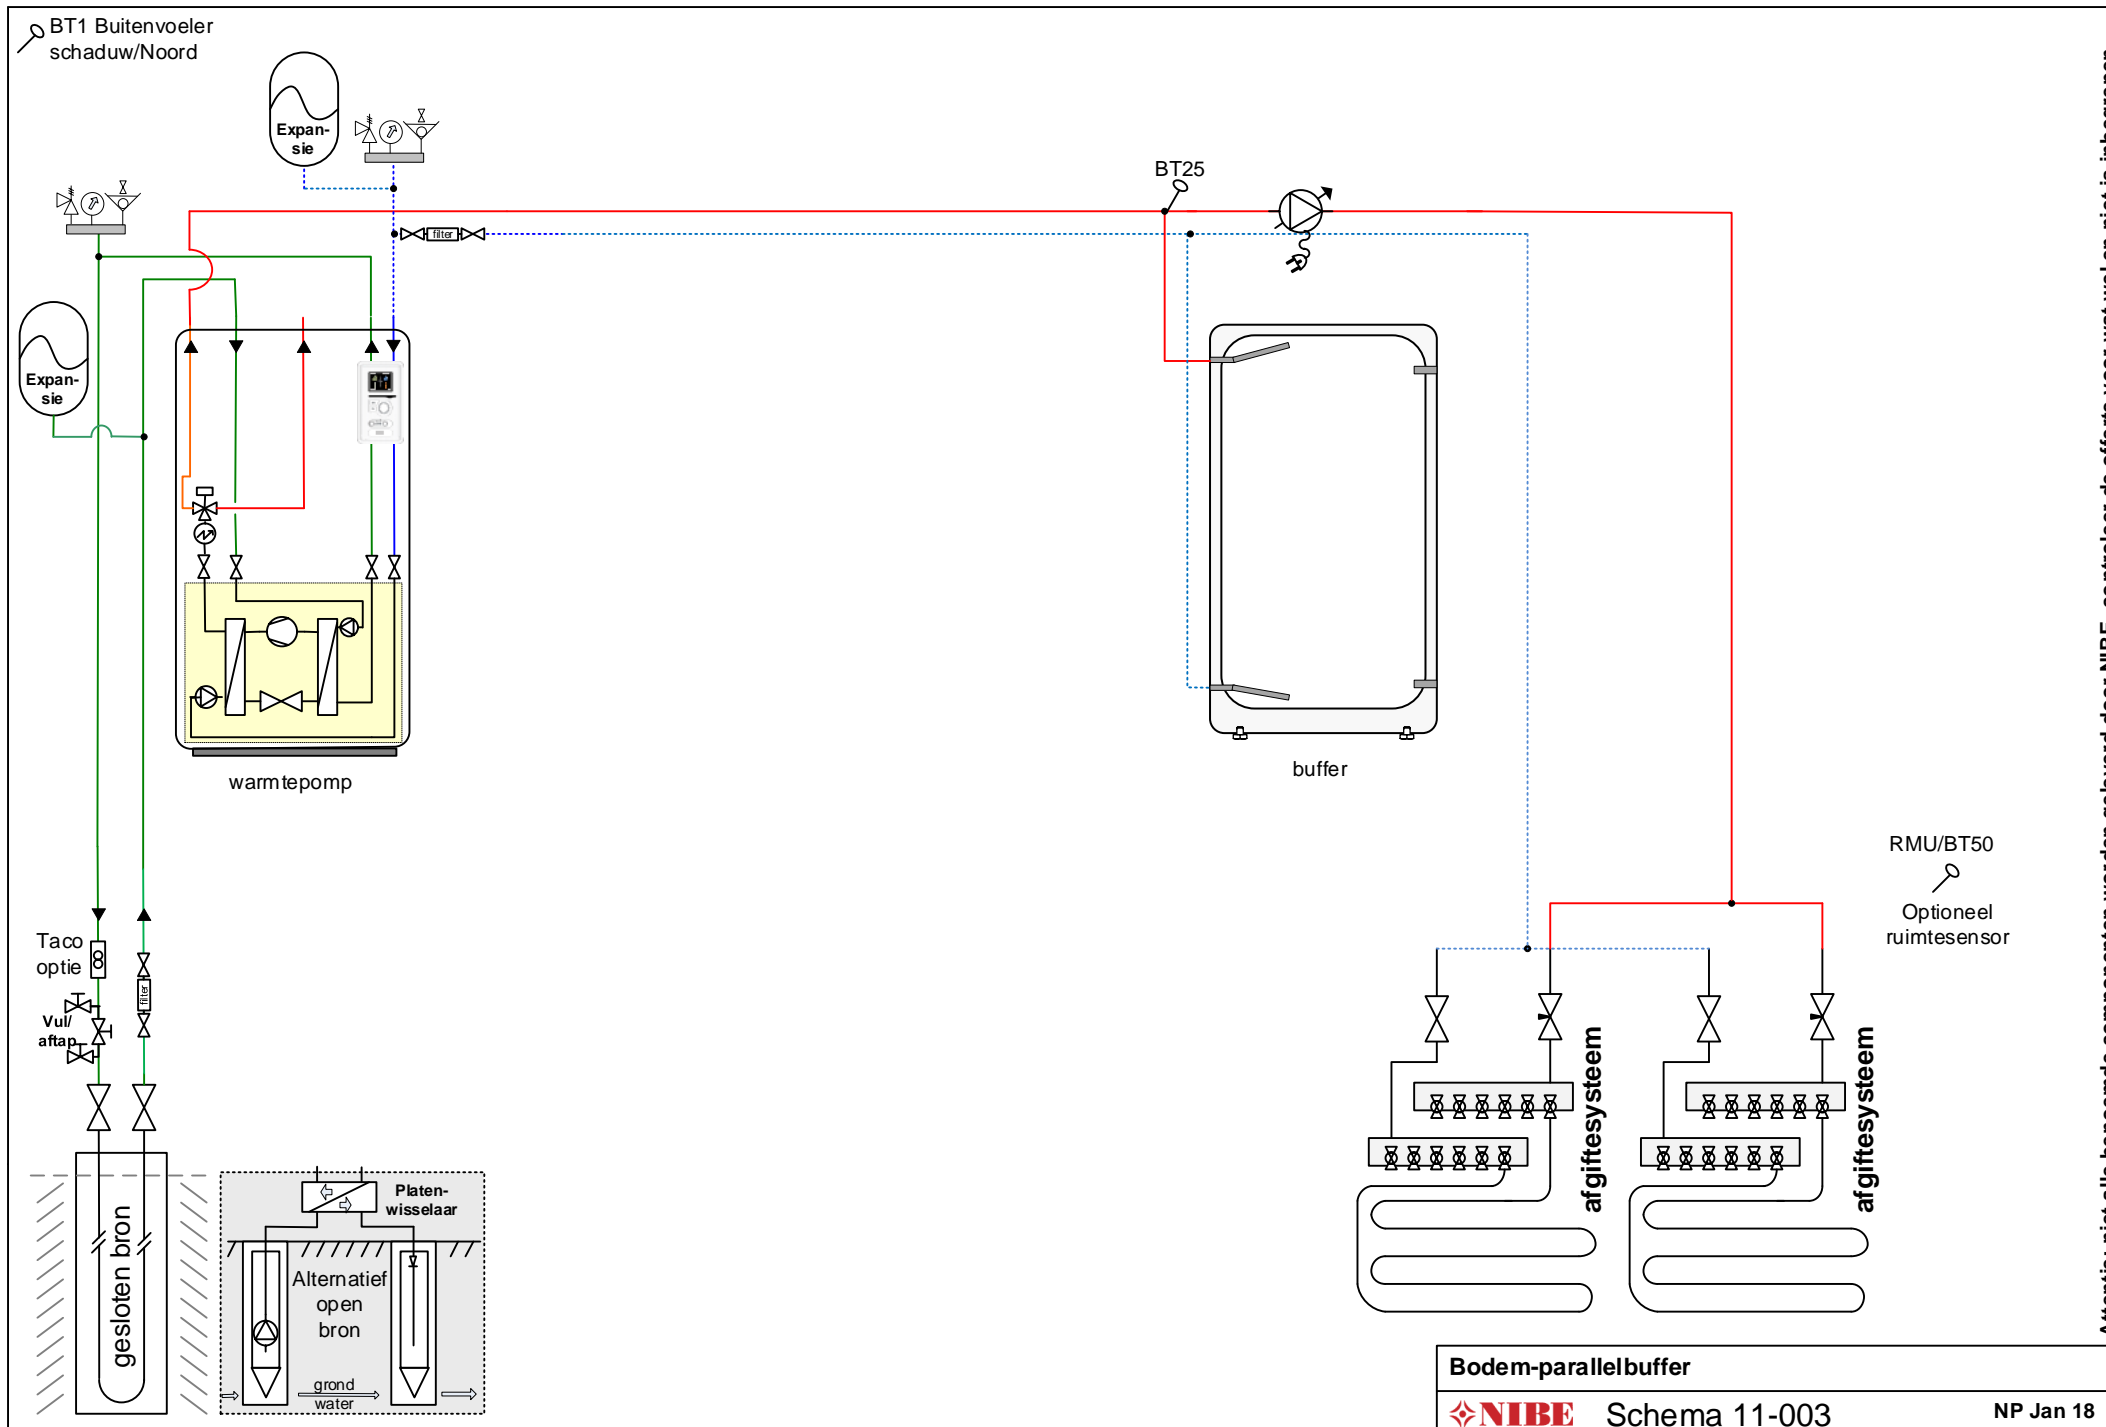 BT1 Buitenvoeler
schaduw/Noord
Expan-
sie
BT25
filter
Expan-
sie
warmtepomp
buffer
RMU/BT50
Optioneel
ruimtesensor
Taco
optie
filter
Vul/
aftap
afgiftesysteem
afgiftesysteem
gesloten bron
Platen-
wisselaar
Alternatief
open
bron
grond
water
Bodem-parallelbuffer
NIBE Schema 11-003 NP Jan 18